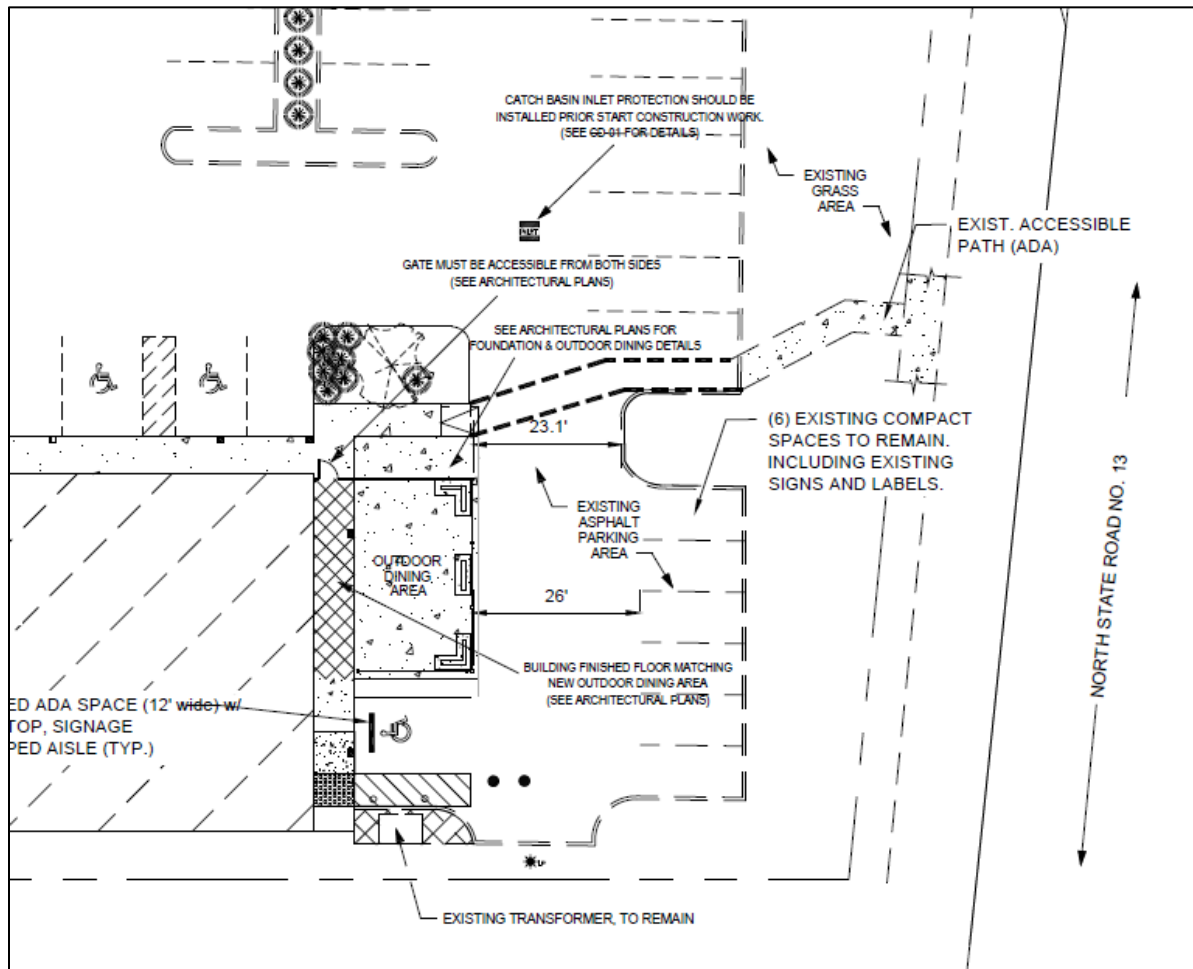 CATCH BASIN INLET PROTECTION SHOULD BE
INSTALLED PRIOR START CONSTRUCTION WORK.
(SEE GD-01 FOR DETAILS)
EXISTING
GRASS
AREA
EXIST. ACCESSIBLE
PATH (ADA)
INLET
GATE MUST BE ACCESSIBLE FROM BOTH SIDES
(SEE ARCHITECTURAL PLANS)
SEE ARCHITECTURAL PLANS FOR
FOUNDATION & OUTDOOR DINING DETAILS
23.1'
(6) EXISTING COMPACT
SPACES TO REMAIN.
INCLUDING EXISTING
SIGNS AND LABELS.
NORTH STATE ROAD NO. 13
EXISTING
ASPHALT
PARKING
AREA
OUTDOOR
DINING
AREA
26'
BUILDING FINISHED FLOOR MATCHING
NEW OUTDOOR DINING AREA
(SEE ARCHITECTURAL PLANS)
ED ADA SPACE (12' wide) w/
TOP, SIGNAGE
PED AISLE (TYP.)
LP
EXISTING TRANSFORMER, TO REMAIN